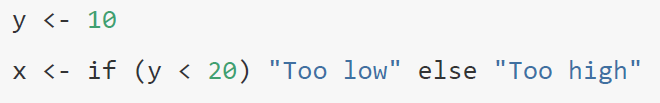 y <- 10
x <- if (y < 20) "Too low" else "Too high"